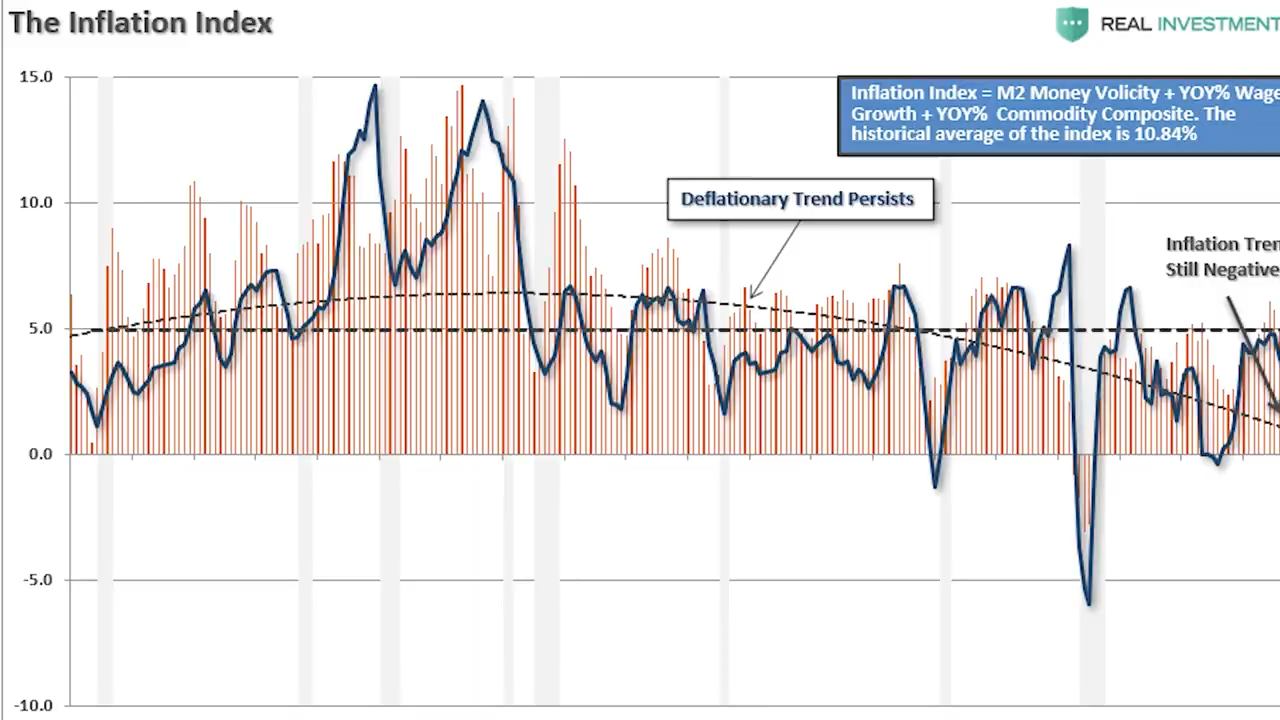 The Inflation Index
REAL INVESTMENT
15.0
Inflation Index = M2 Money Volicity + YOY% Wage
Growth + YOY% Commodity Composite. The
historical average of the index is 10.84%
Deflationary Trend Persists
10.0
Inflation Tren
Still Negative
5.0
0.0
-5.0
-10.0